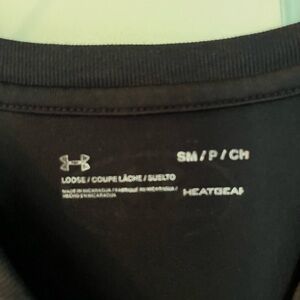 SM / P / CH
LOOSE / COUPE LÂCHE / SUELTO
MADE IN NICARAGUA / FABRIQUÉ AU NICARAGUA /
HECHO EN NICARAGUA
HEATGEAR